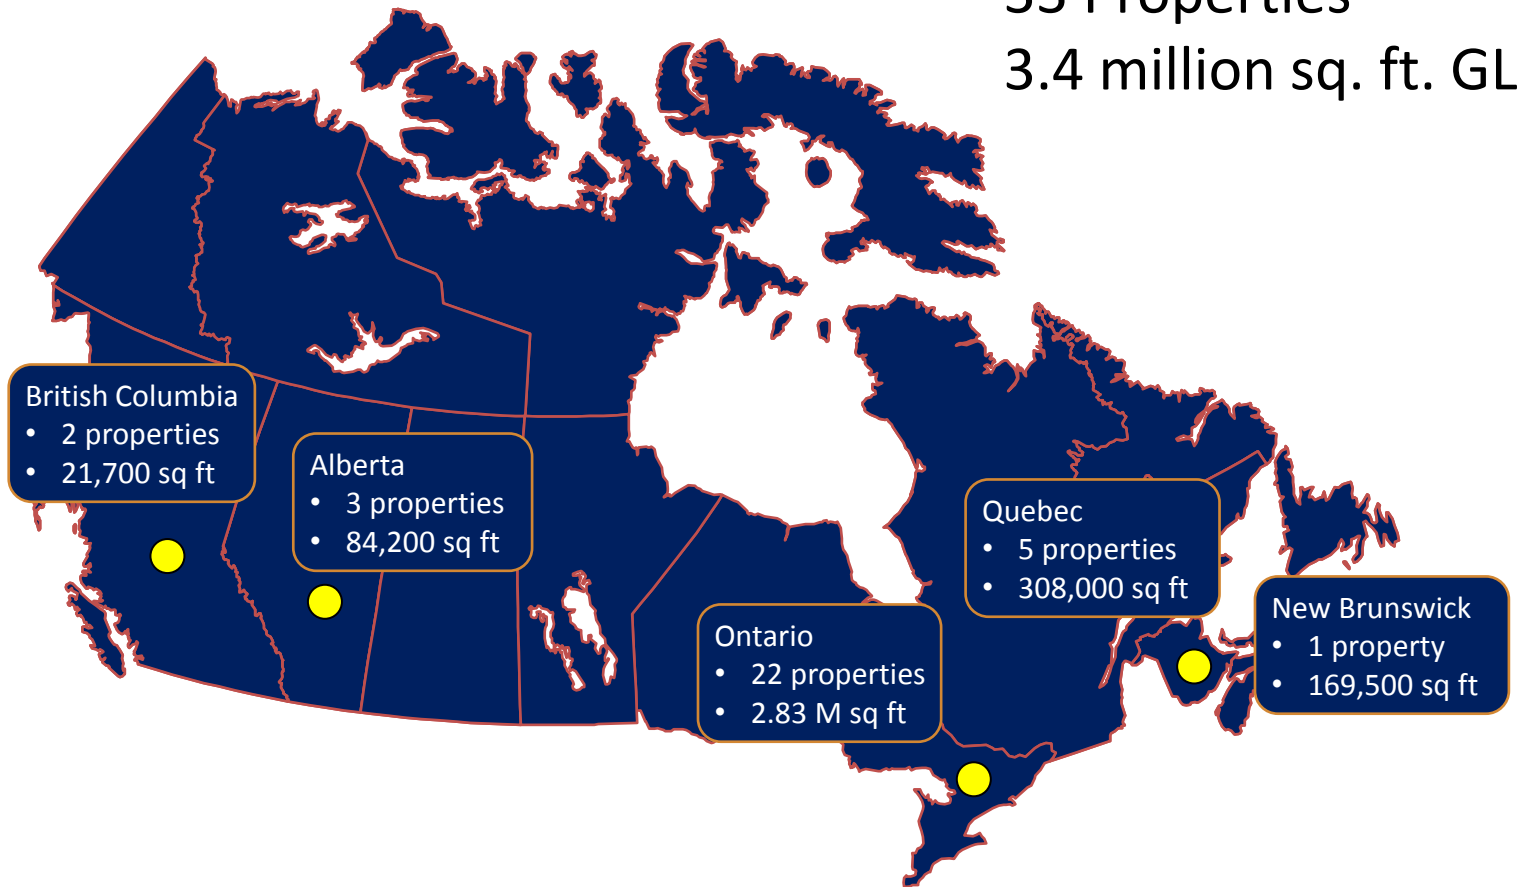 33 Properties
3.4 million sq. ft. GL
British Columbia
• 2 properties
• 21,700 sq ft
Alberta
• 3 properties
• 84,200 sq ft
Quebec
• 5 properties
• 308,000 sq ft
New Brunswick
• 1 property
• 169,500 sq ft
Ontario
• 22 properties
• 2.83 M sq ft